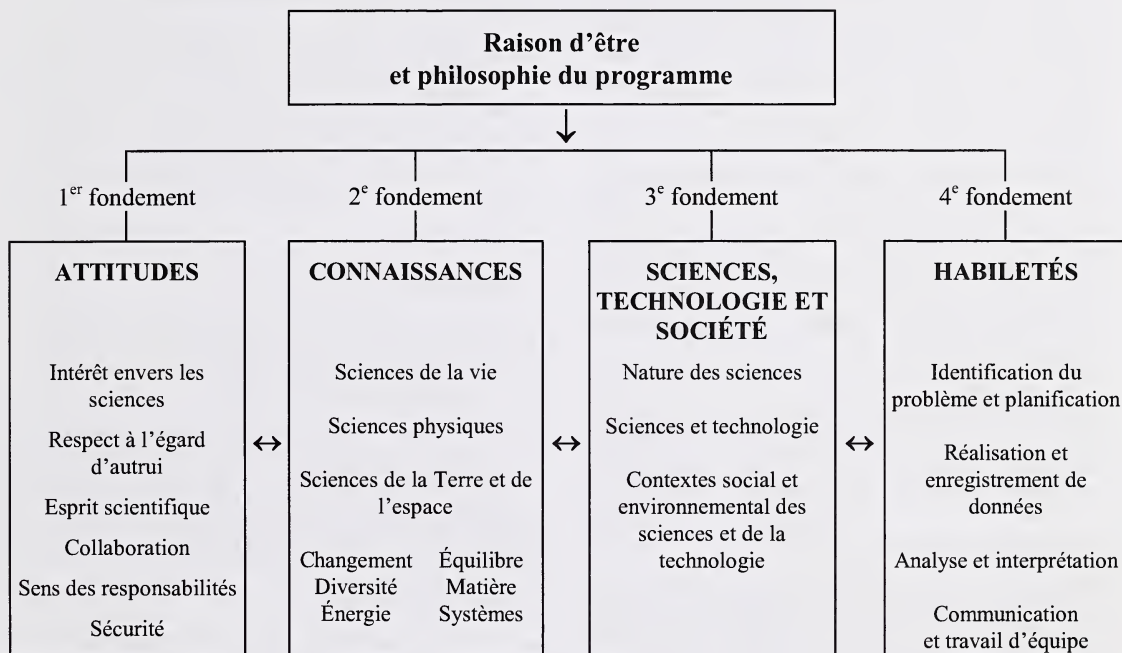 Raison d'être
et philosophie du programme
1er fondement
2e fondement
3e fondement
4e fondement
ATTITUDES
Intérêt envers les
sciences
Respect à l'égard
d'autrui
Esprit scientifique
Collaboration
Sens des responsabilités
Sécurité
CONNAISSANCES
Sciences de la vie
Sciences physiques
Sciences de la Terre et de
l'espace
Changement Équilibre
Diversité Matière
Énergie Systèmes
SCIENCES,
TECHNOLOGIE ET
SOCIÉTÉ
Nature des sciences
Sciences et technologie
Contextes social et
environnemental des
sciences et de la
technologie
HABILETÉS
Identification du
problème et planification
Réalisation et
enregistrement de
données
Analyse et interprétation
Communication
et travail d'équipe